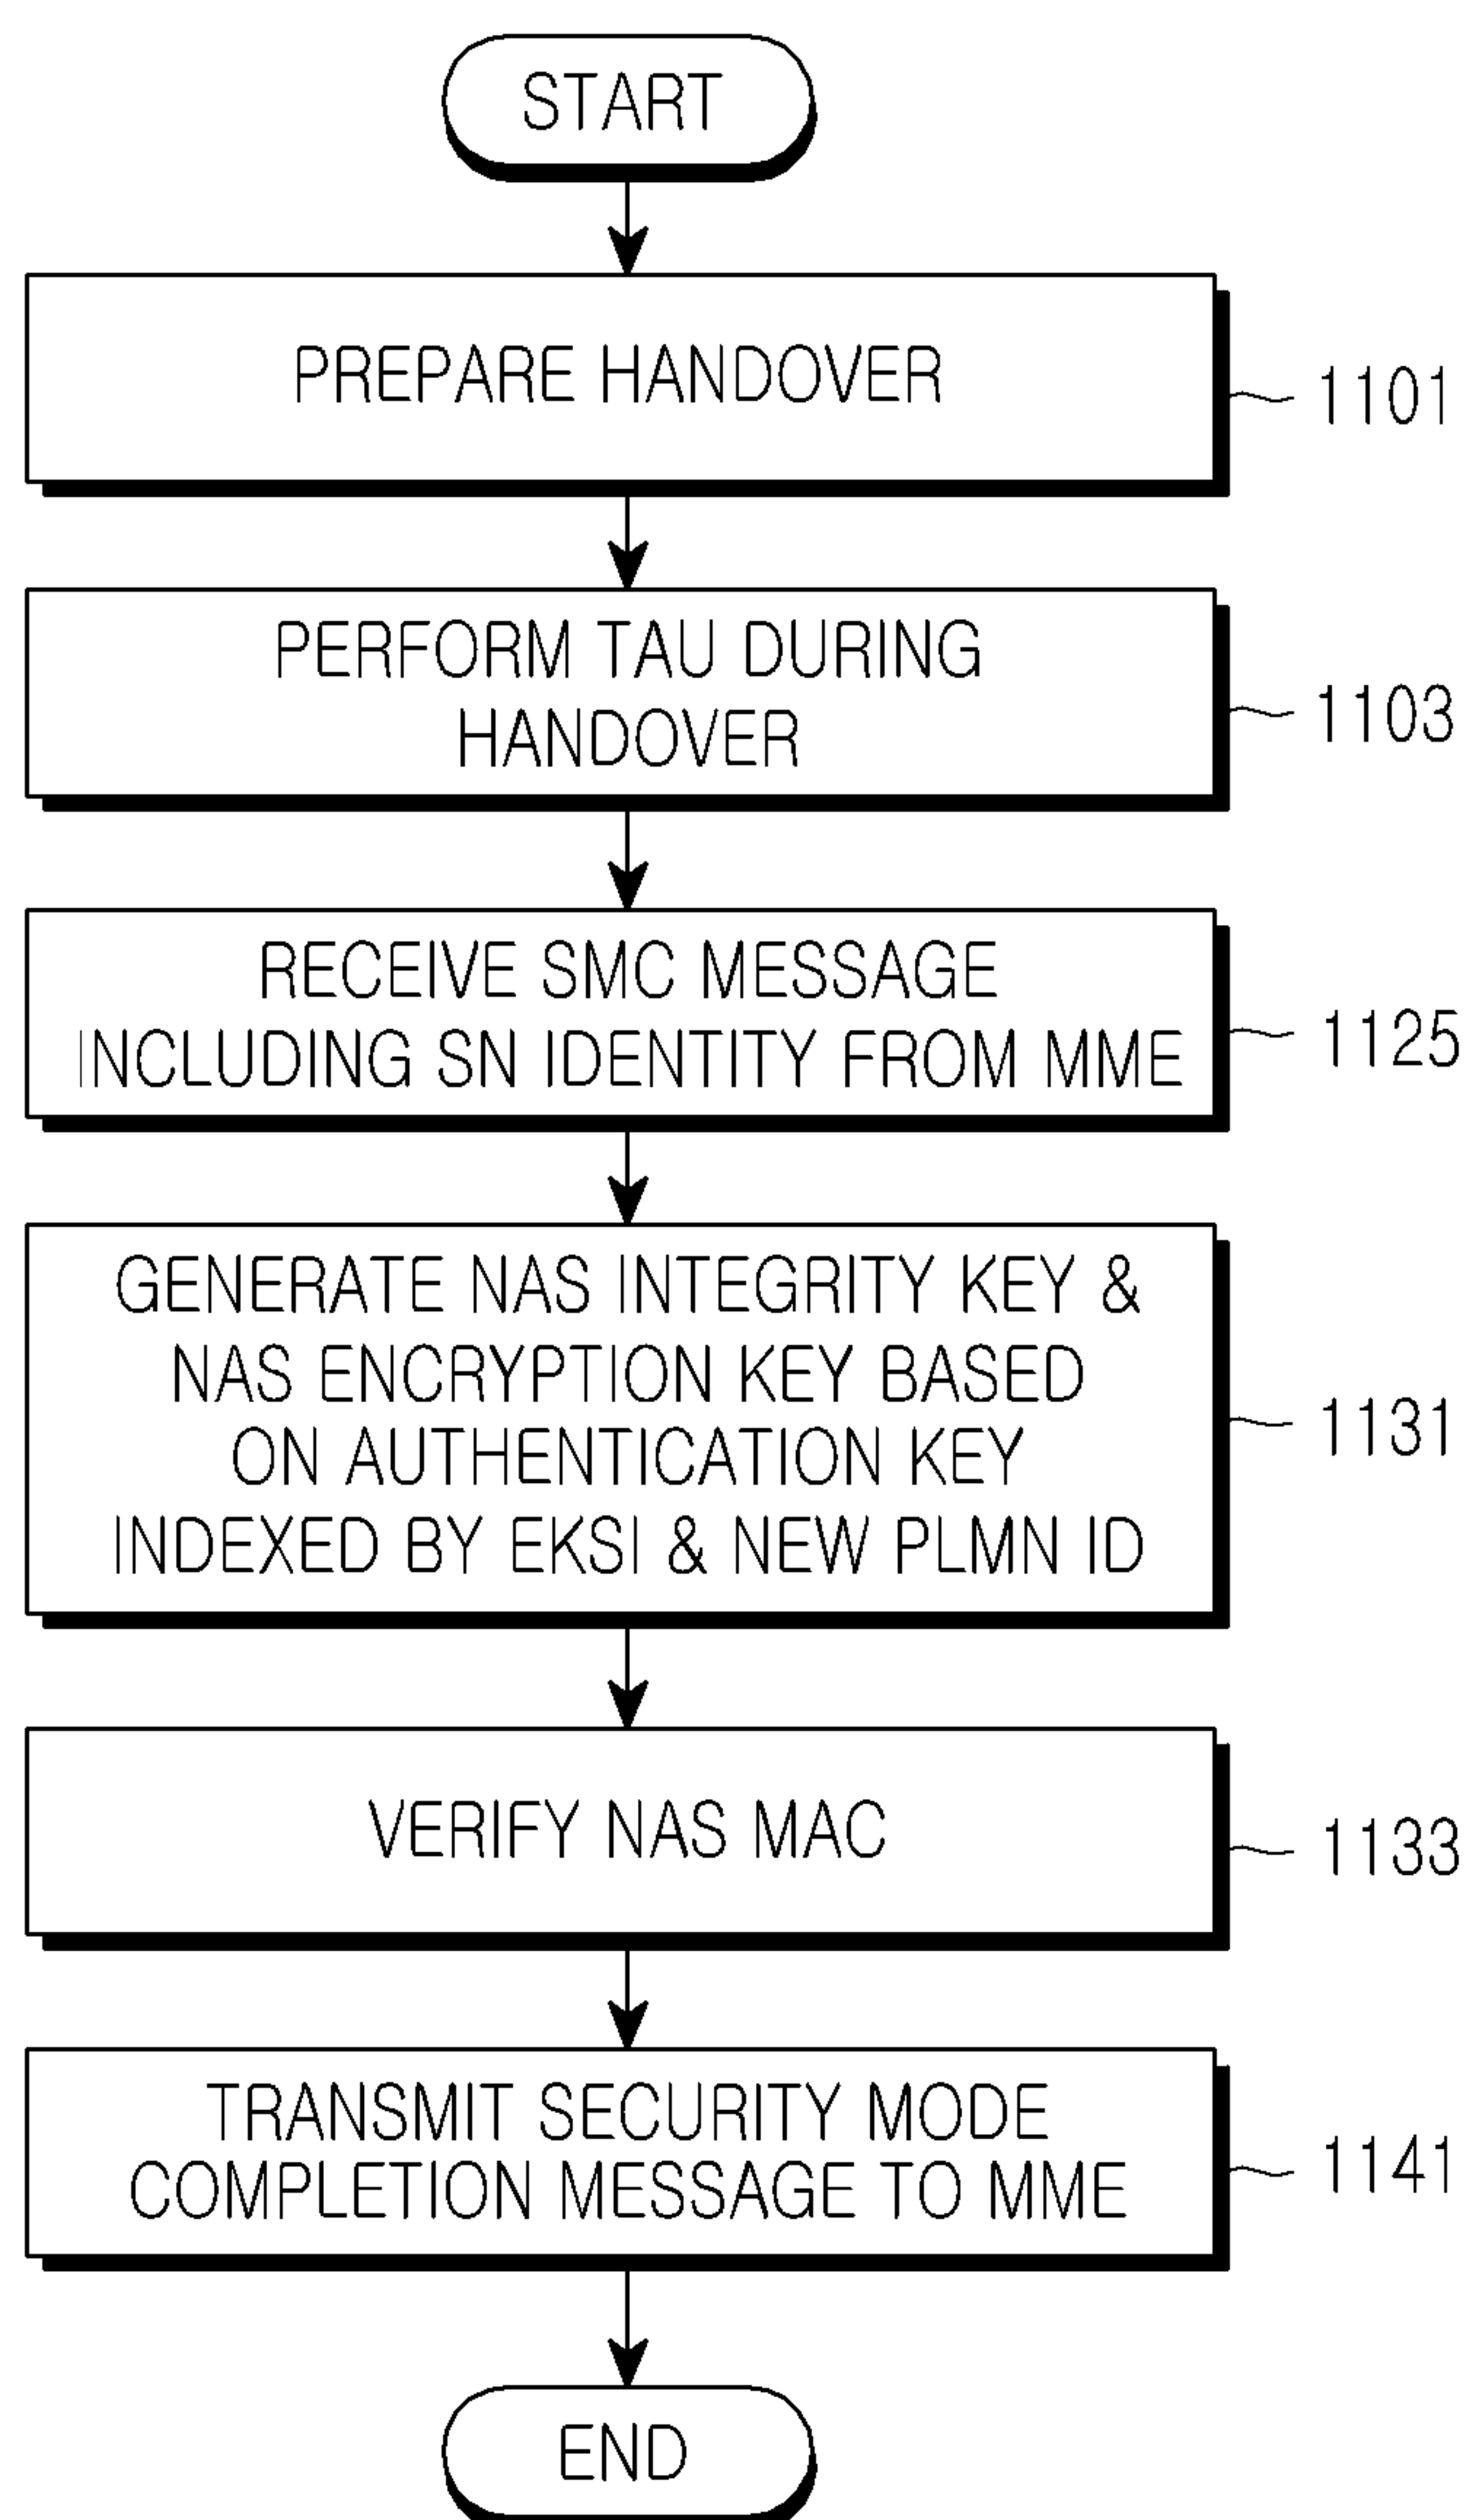 START
PREPARE HANDOVER
1101
PERFORM TAU DURING
HANDOVER
1103
RECEIVE SMC MESSAGE
INCLUDING SN IDENTITY FROM MME
1125
GENERATE NAS INTEGRITY KEY &
NAS ENCRYPTION KEY BASED
ON AUTHENTICATION KEY
INDEXED BY EKSI & NEW PLMN ID
1131
VERIFY NAS MAC
1133
TRANSMIT SECURITY MODE
COMPLETION MESSAGE TO MME
1141
END